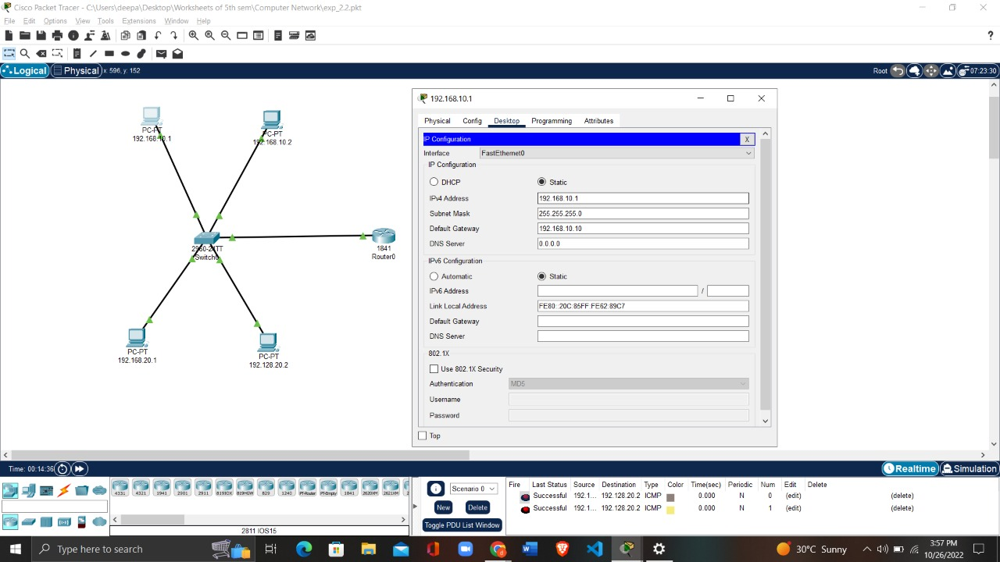 Cisco Packet Tracer - C:\Users\deepa\Desktop\Worksheets of 5th sem\Computer Network\exp_2.2.pkt
File Edit Options View Tools Extensions Window Help
?
Logical Physical x: 596, y: 152 Root 07:23:30
PC-PT
192.168.10.1
PC-PT
192.168.10.2
2950-24TT
Switch0
1841
Router0
PC-PT
192.168.20.1
PC-PT
192.128.20.2
192.168.10.1
Physical Config Desktop Programming Attributes
IP Configuration X
Interface FastEthernet0
IP Configuration
DHCP Static
IPv4 Address 192.168.10.1
Subnet Mask 255.255.255.0
Default Gateway 192.168.10.10
DNS Server 0.0.0.0
IPv6 Configuration
Automatic Static
IPv6 Address /
Link Local Address FE80::20C:85FF:FE62:89C7
Default Gateway
DNS Server
802.1X
Use 802.1X Security
Authentication MD5
Username
Password
Top
Time: 00:14:36 Realtime Simulation
4331 4321 1941 2901 2911 819IOX 819HGW 829 1240 PT-Router PT-Empty 1841 2620XM 2621XM
2811 IOS15
Scenario 0
New Delete
Toggle PDU List Window
Fire Last Status Source Destination Type Color Time(sec) Periodic Num Edit Delete
Successful 192.1... 192.128.20.2 ICMP 0.000 N 0 (edit) (delete)
Successful 192.1... 192.128.20.2 ICMP 0.000 N 1 (edit) (delete)
Type here to search
30°C Sunny
3:57 PM
10/26/2022